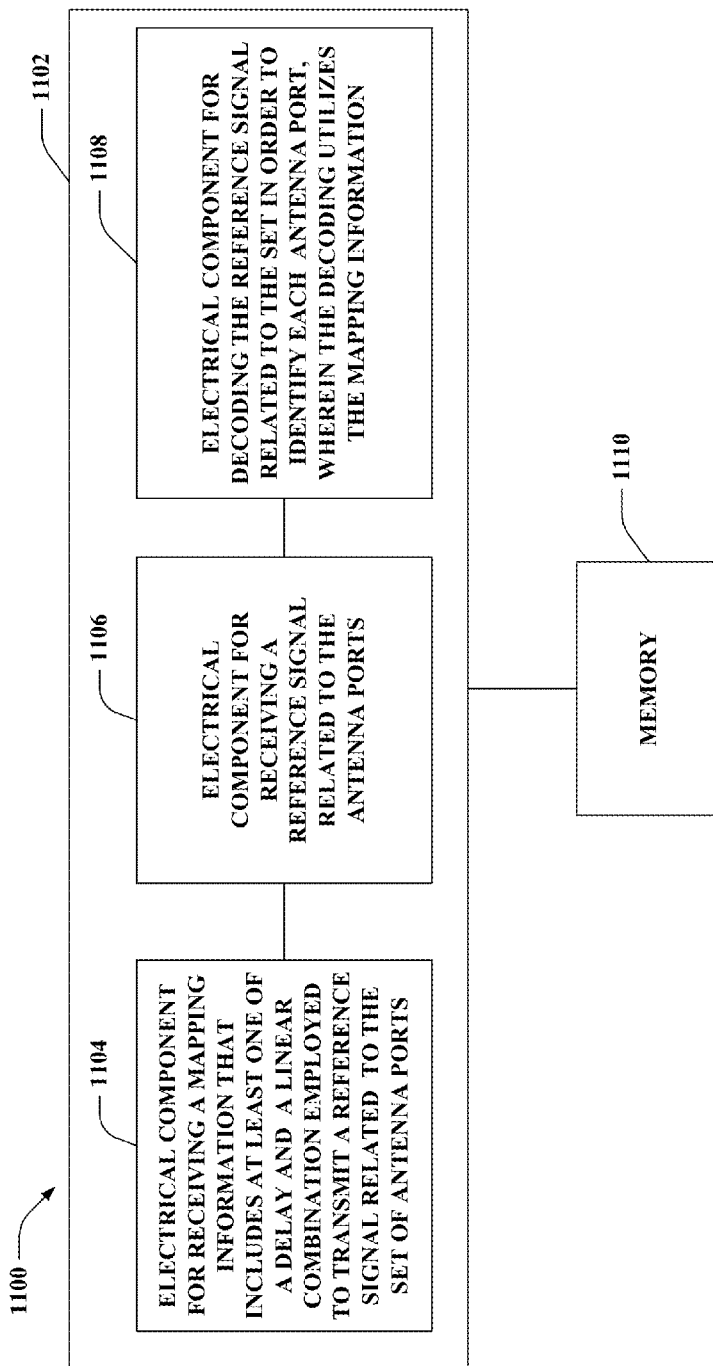 1100
1102
1104
ELECTRICAL COMPONENT
FOR RECEIVING A MAPPING
INFORMATION THAT
INCLUDES AT LEAST ONE OF
A DELAY AND A LINEAR
COMBINATION EMPLOYED
TO TRANSMIT A REFERENCE
SIGNAL RELATED TO THE
SET OF ANTENNA PORTS
1106
ELECTRICAL
COMPONENT FOR
RECEIVING A
REFERENCE SIGNAL
RELATED TO THE
ANTENNA PORTS
1108
ELECTRICAL COMPONENT FOR
DECODING THE REFERENCE SIGNAL
RELATED TO THE SET IN ORDER TO
IDENTIFY EACH ANTENNA PORT,
WHEREIN THE DECODING UTILIZES
THE MAPPING INFORMATION
1110
MEMORY